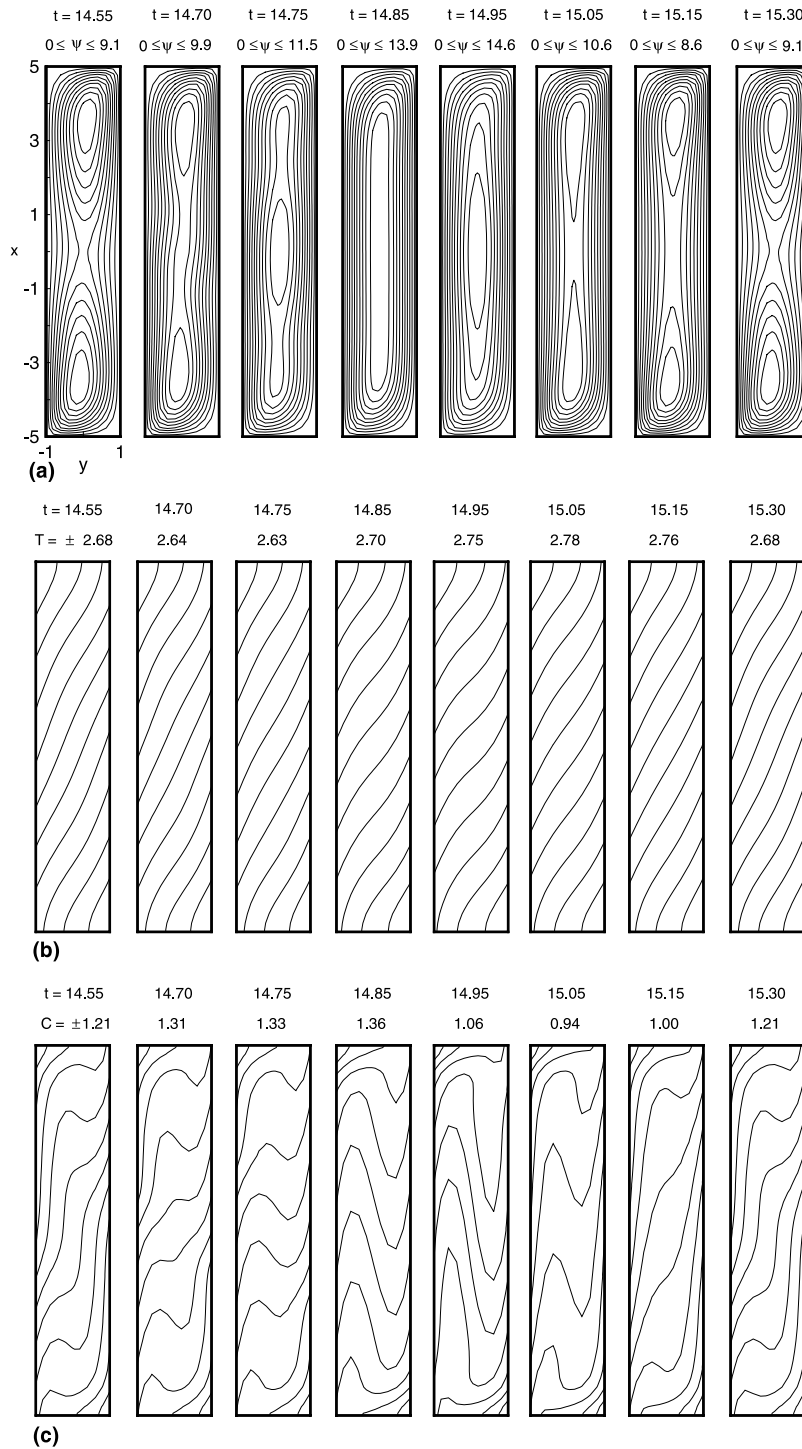 t = 14.55 t = 14.70 t = 14.75 t = 14.85 t = 14.95 t = 15.05 t = 15.15 t = 15.30
0 ≤ ψ ≤ 9.1 0 ≤ ψ ≤ 9.9 0 ≤ ψ ≤ 11.5 0 ≤ ψ ≤ 13.9 0 ≤ ψ ≤ 14.6 0 ≤ ψ ≤ 10.6 0 ≤ ψ ≤ 8.6 0 ≤ ψ ≤ 9.1
5
3
1
x
-1
-3
-5
-1 1
y
(a)
t = 14.55 14.70 14.75 14.85 14.95 15.05 15.15 15.30
T = ± 2.68 2.64 2.63 2.70 2.75 2.78 2.76 2.68
(b)
t = 14.55 14.70 14.75 14.85 14.95 15.05 15.15 15.30
C = ±1.21 1.31 1.33 1.36 1.06 0.94 1.00 1.21
(c)